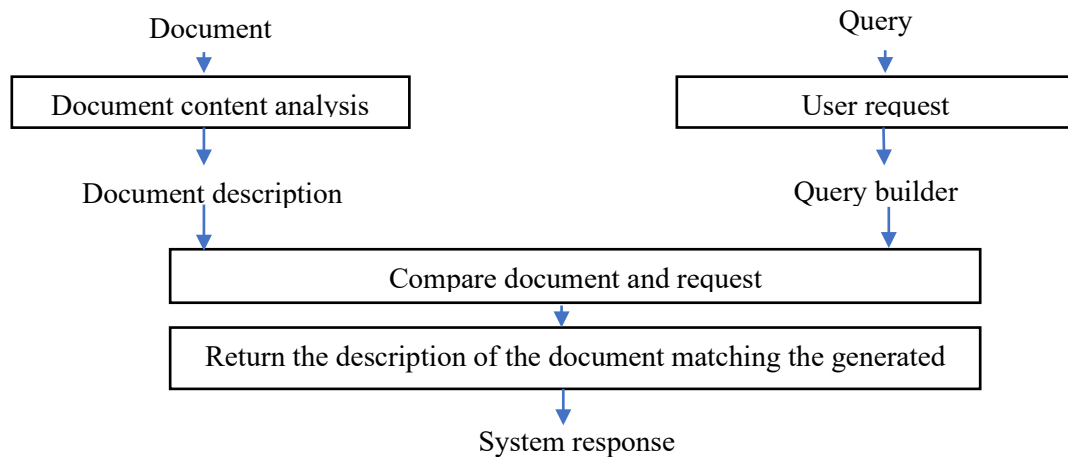 Document
Query
Document content analysis
User request
Document description
Query builder
Compare document and request
Return the description of the document matching the generated
System response